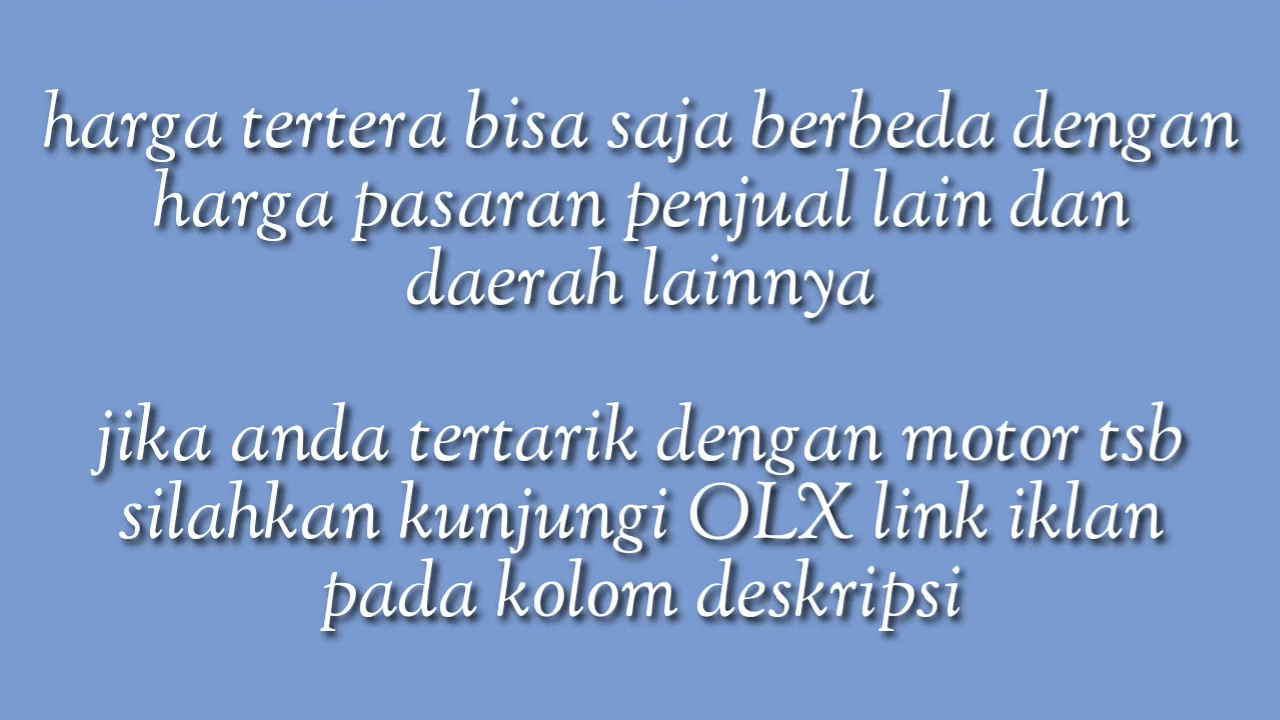 harga tertera bisa saja berbeda dengan
harga pasaran penjual lain dan
daerah lainnya
jika anda tertarik dengan motor tsb
silahkan kunjungi OLX link iklan
pada kolom deskripsi